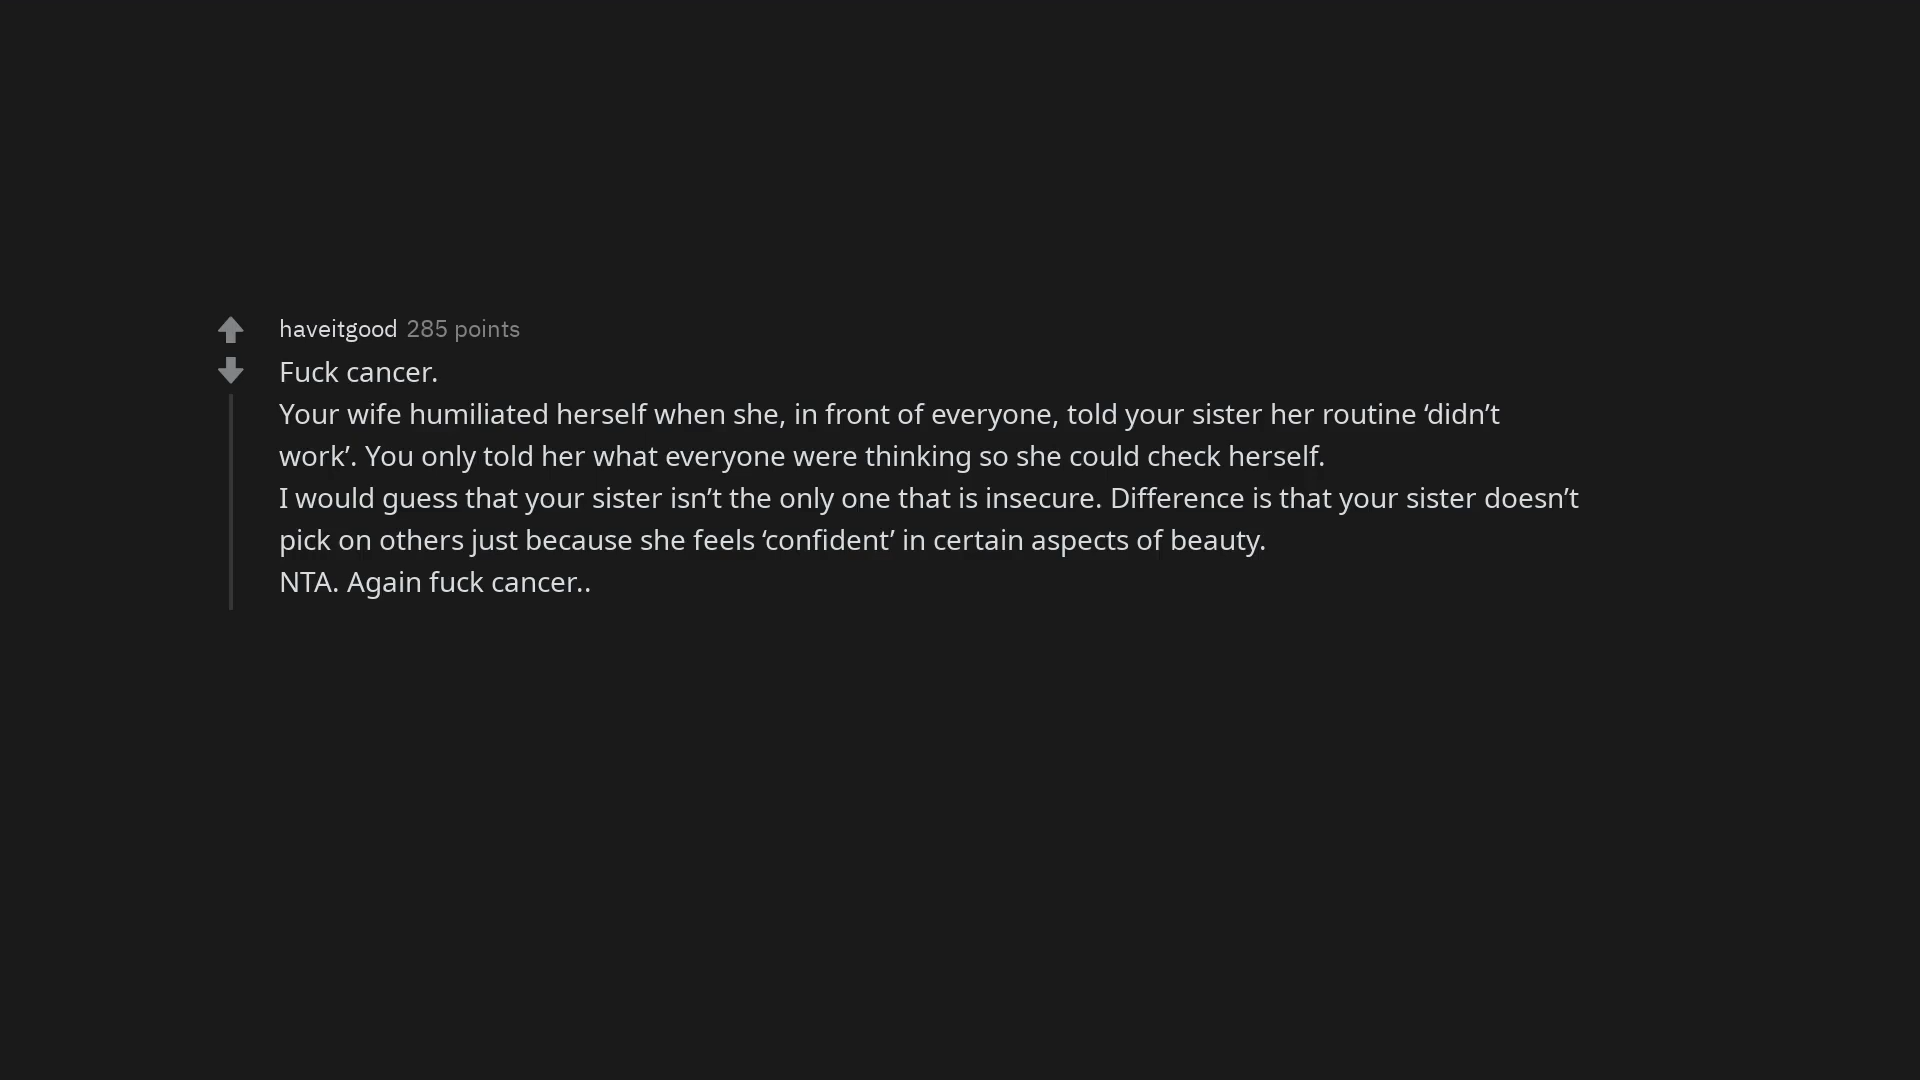 haveitgood 285 points
Fuck cancer.
Your wife humiliated herself when she, in front of everyone, told your sister her routine ‘didn’t
work’. You only told her what everyone were thinking so she could check herself.
I would guess that your sister isn’t the only one that is insecure. Difference is that your sister doesn’t
pick on others just because she feels ‘confident’ in certain aspects of beauty.
NTA. Again fuck cancer..